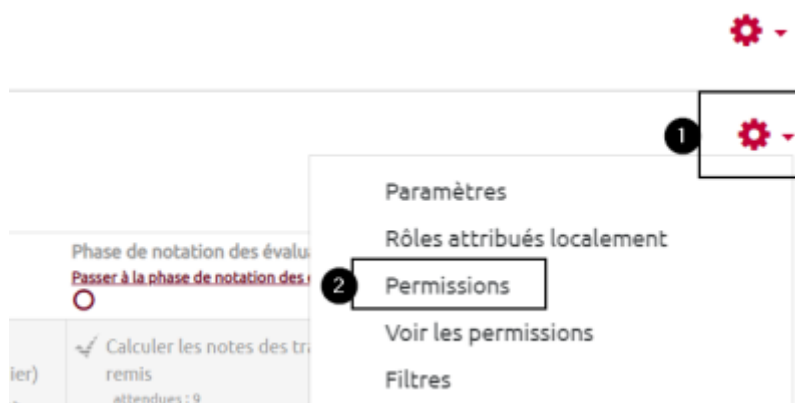 1
Paramètres
Rôles attribués localement
Phase de notation des évalu
Passer à la phase de notation des
2 Permissions
Voir les permissions
Calculer les notes des tra
ier) remis
Filtres
attendues : 9